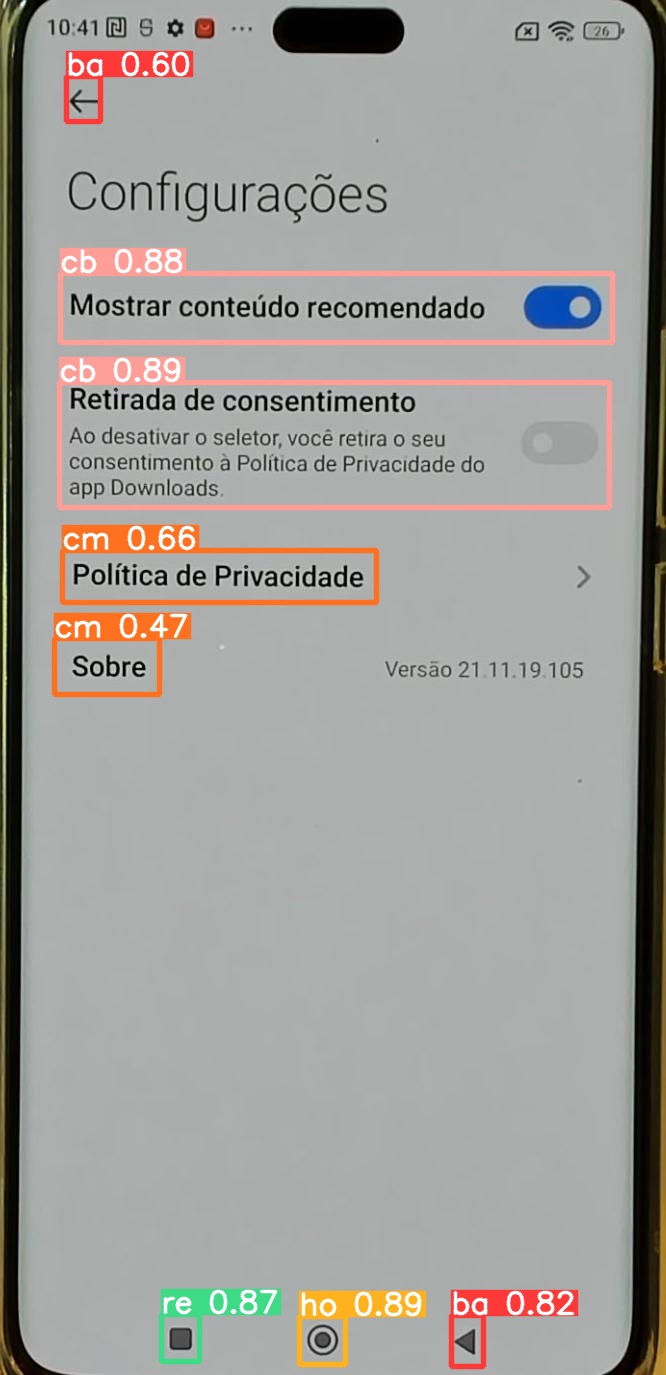 10:41
26
ba 0.60
Configurações
cb 0.88
Mostrar conteúdo recomendado
cb 0.89
Retirada de consentimento
Ao desativar o seletor, você retira o seu
consentimento à Política de Privacidade do
app Downloads.
cm 0.66
Política de Privacidade
cm 0.47
Sobre
Versão 21.11.19.105
re 0.87
ho 0.89
ba 0.82